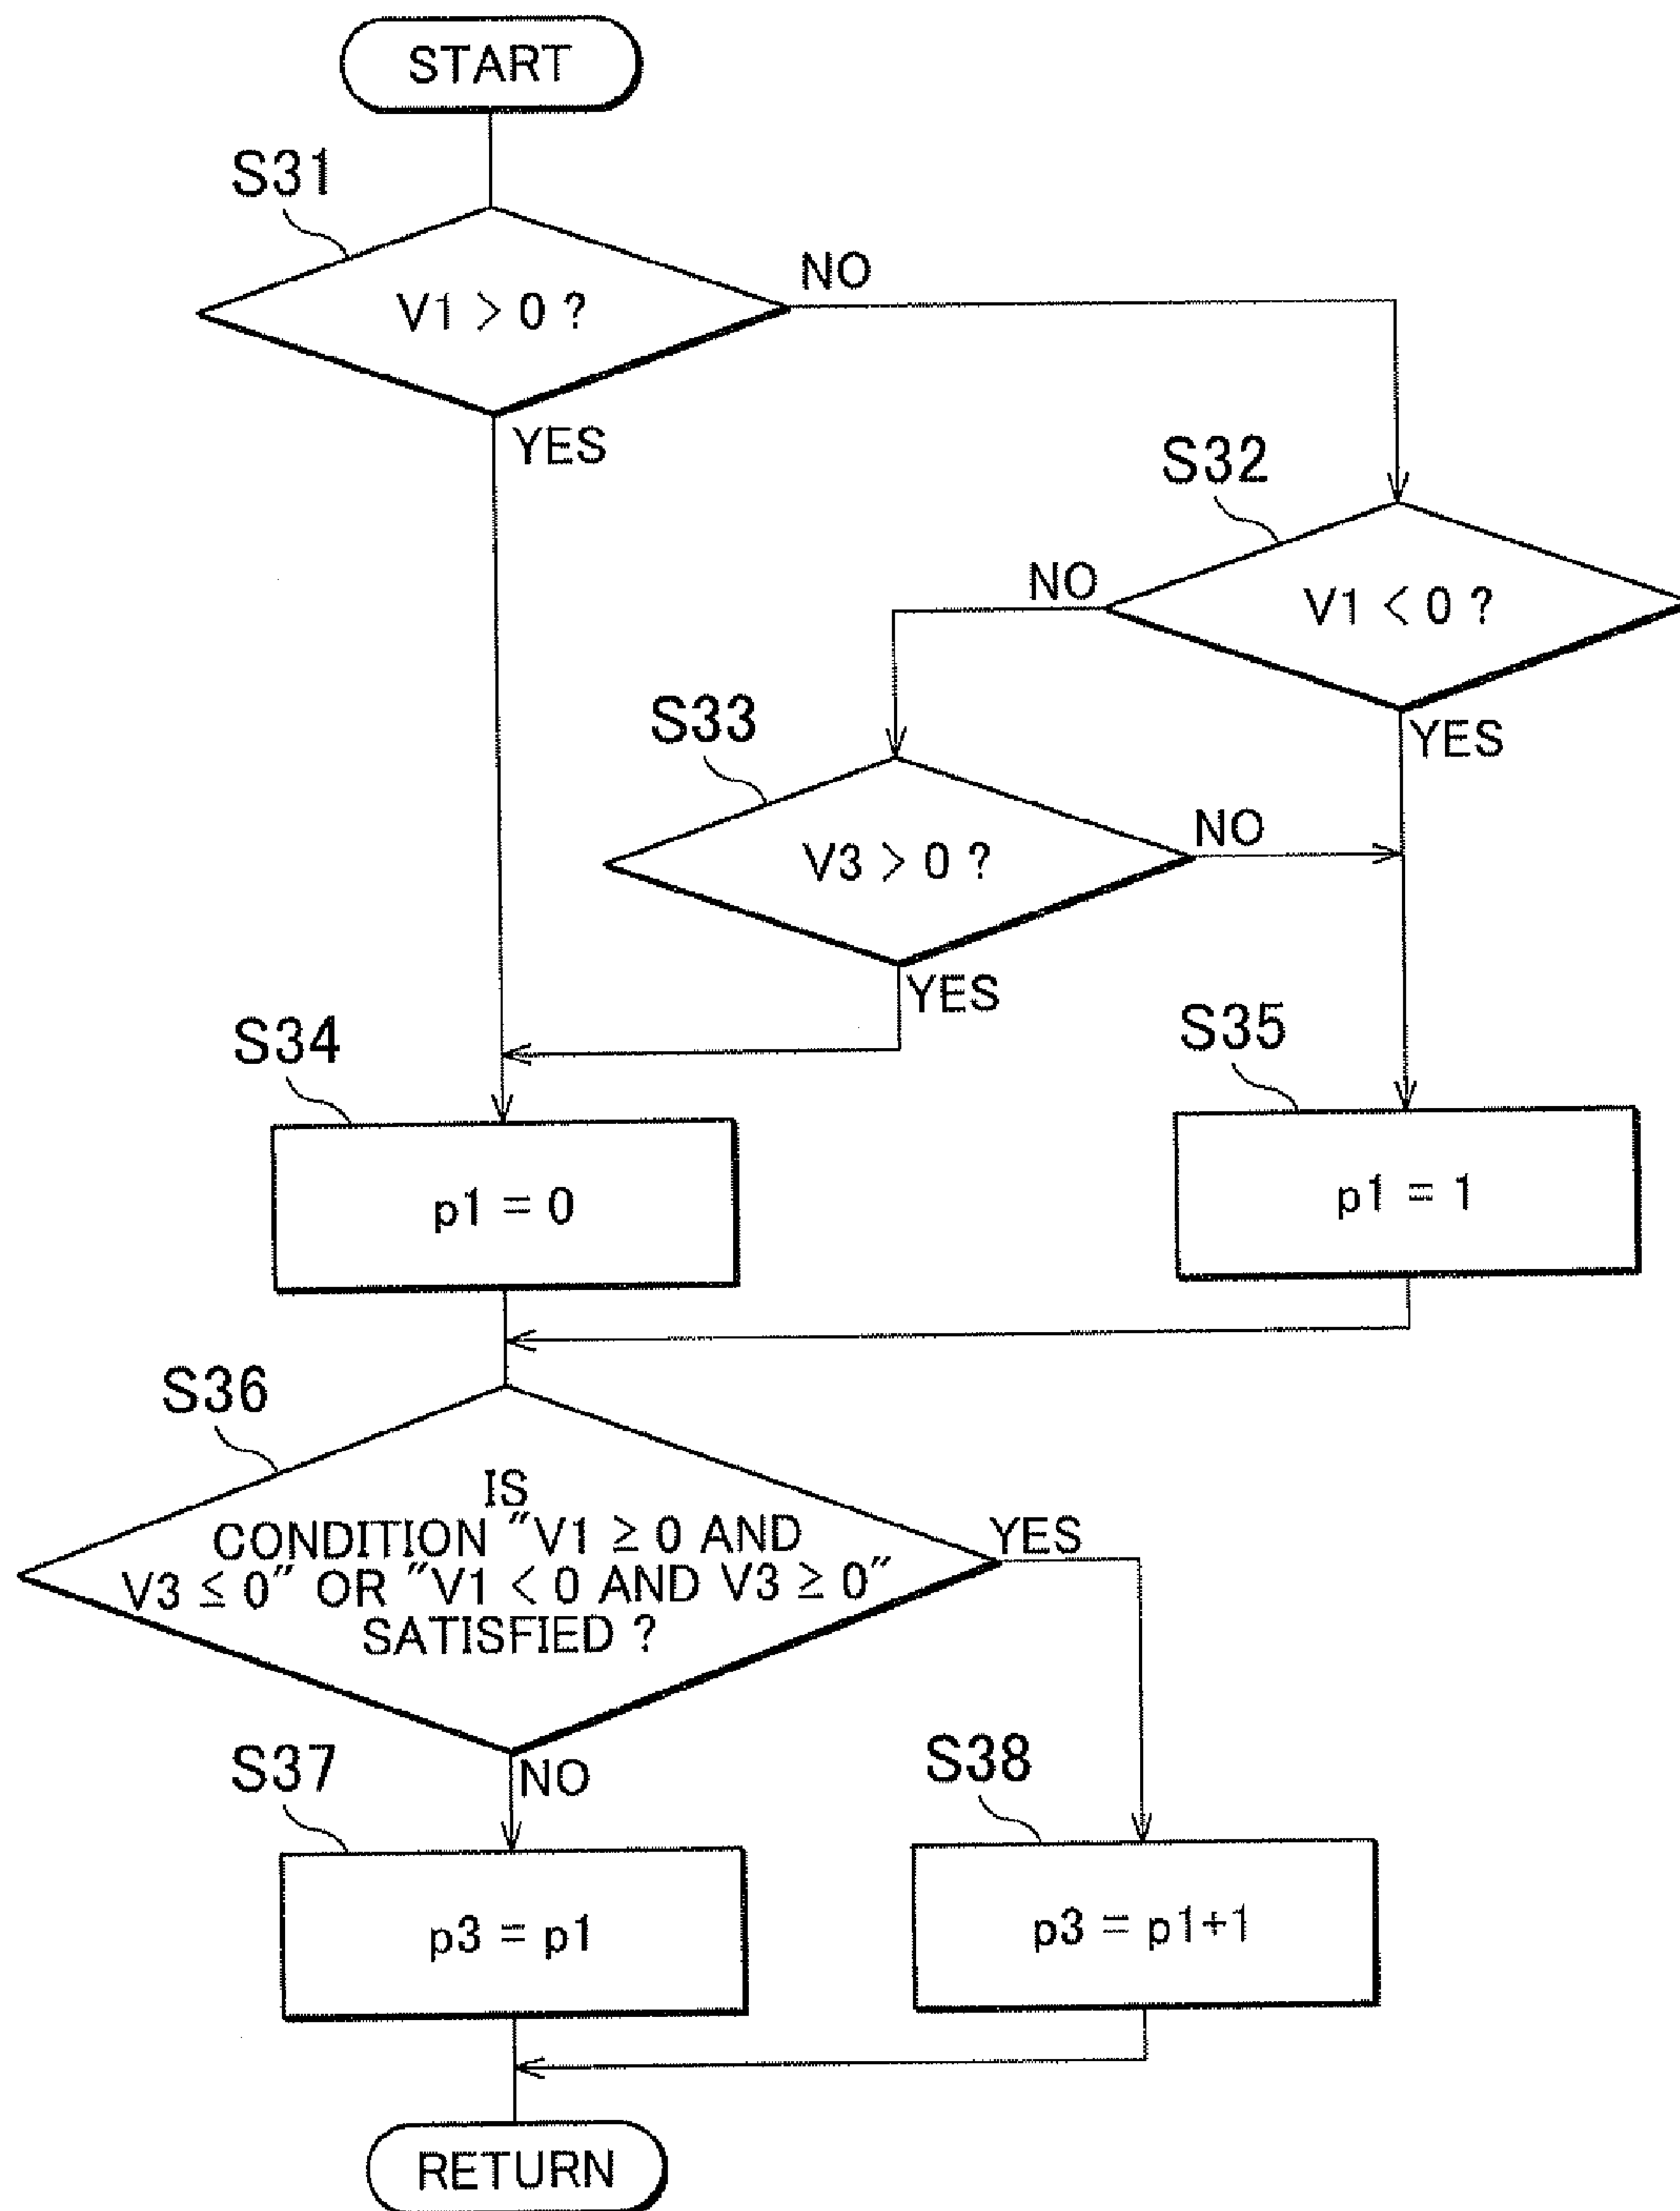 START
S31
V1 > 0 ?
NO
YES
S32
V1 < 0 ?
NO
YES
S33
V3 > 0 ?
NO
YES
S34
p1 = 0
S35
p1 = 1
S36
IS
CONDITION "V1 ≥ 0 AND
V3 ≤ 0" OR "V1 < 0 AND V3 ≥ 0"
SATISFIED ?
YES
NO
S37
p3 = p1
S38
p3 = p1+1
RETURN